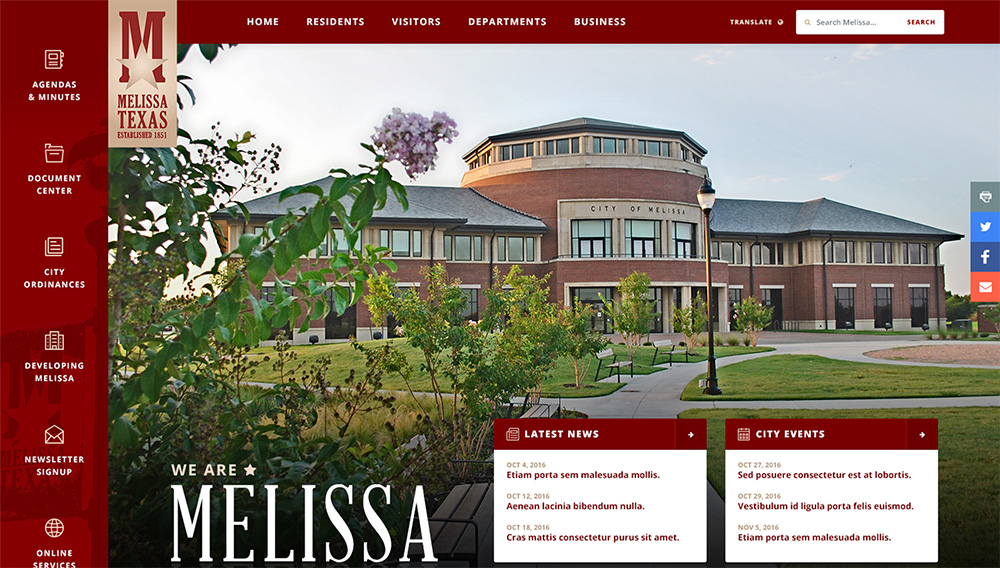 HOME RESIDENTS VISITORS DEPARTMENTS BUSINESS TRANSLATE Search Melissa... SEARCH
M
MELISSA
TEXAS
ESTABLISHED 1851
AGENDAS
& MINUTES
DOCUMENT
CENTER
CITY
ORDINANCES
DEVELOPING
MELISSA
NEWSLETTER
SIGNUP
ONLINE
SERVICES
CITY OF MELISSA
WE ARE
MELISSA
LATEST NEWS
OCT 4, 2016
Etiam porta sem malesuada mollis.
OCT 12, 2016
Aenean lacinia bibendum nulla.
OCT 18, 2016
Cras mattis consectetur purus sit amet.
CITY EVENTS
OCT 27, 2016
Sed posuere consectetur est at lobortis.
OCT 29, 2016
Vestibulum id ligula porta felis euismod.
NOV 5, 2016
Etiam porta sem malesuada mollis.